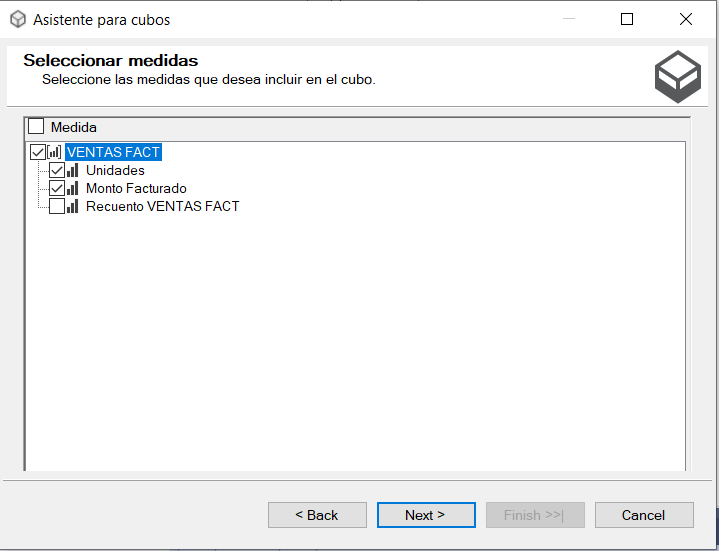 Asistente para cubos
Seleccionar medidas
Seleccione las medidas que desea incluir en el cubo.
Medida
VENTAS FACT
Unidades
Monto Facturado
Recuento VENTAS FACT
< Back
Next >
Finish >>|
Cancel